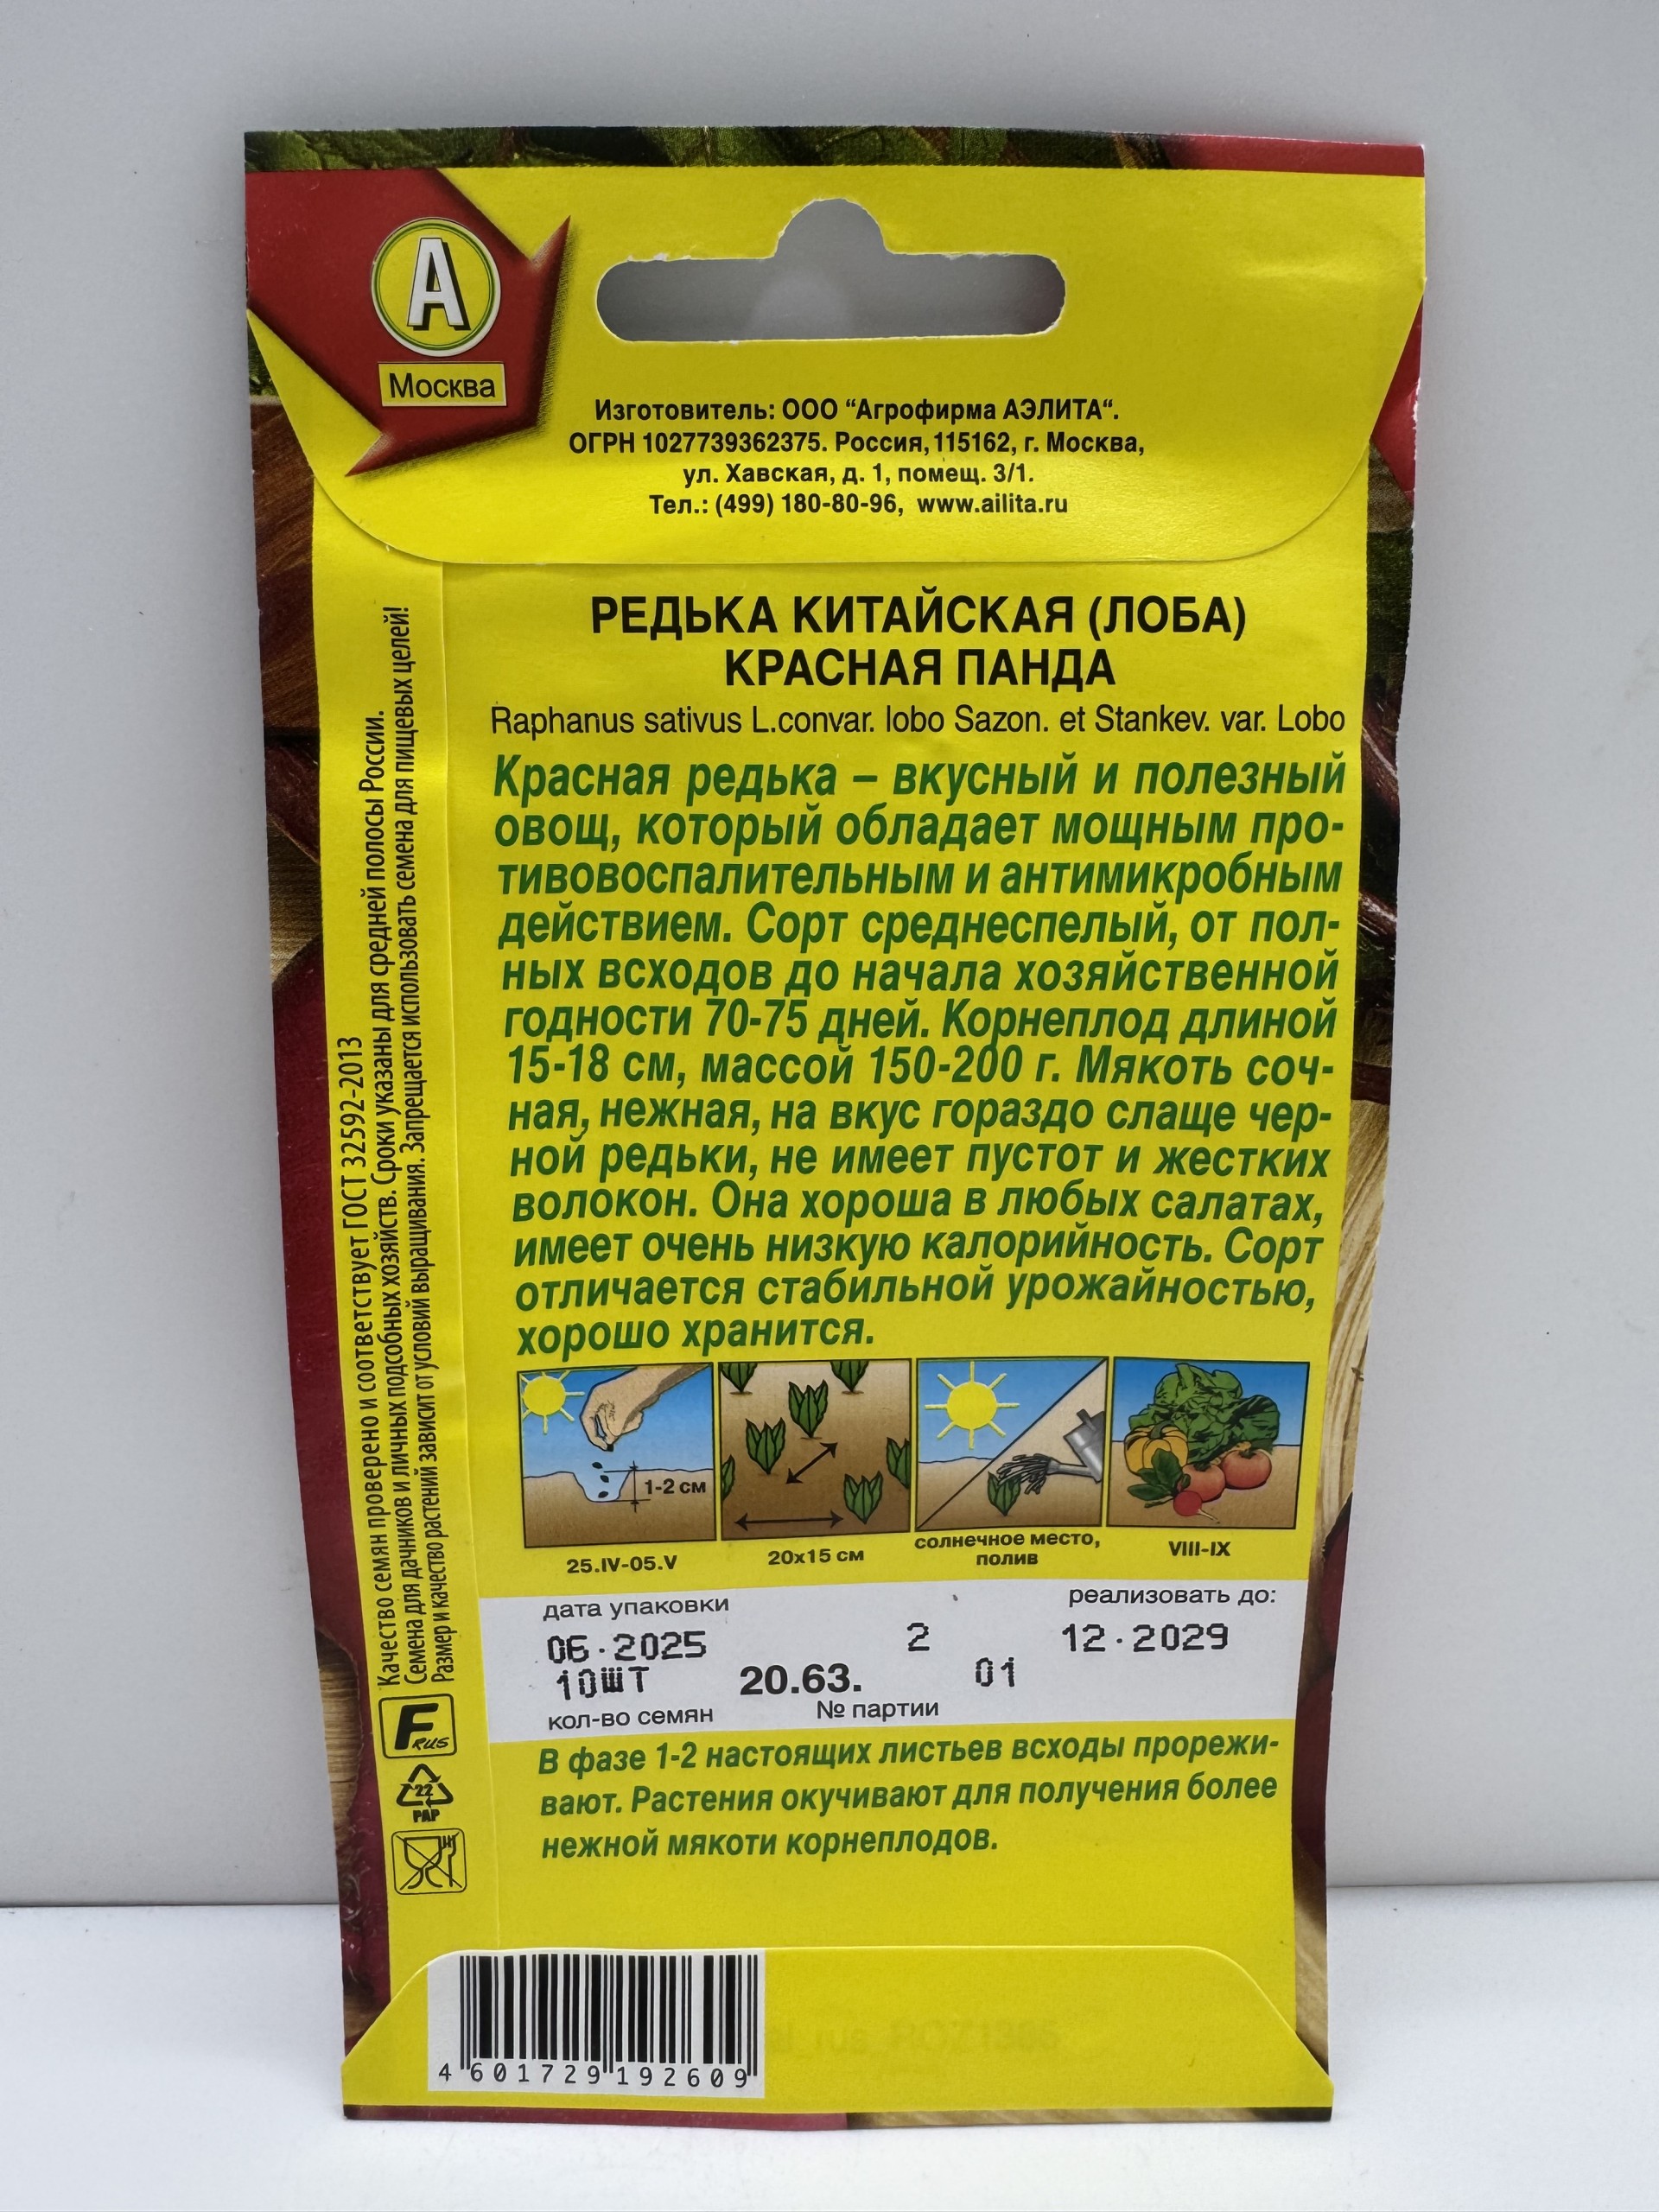 А
Москва
Изготовитель: ООО “Агрофирма АЭЛИТА“.
ОГРН 1027739362375. Россия, 115162, г. Москва,
ул. Хавская, д. 1, помещ. 3/1.
Тел.: (499) 180-80-96, www.ailita.ru
РЕДЬКА КИТАЙСКАЯ (ЛОБА)
КРАСНАЯ ПАНДА
Raphanus sativus L.convar. lobo Sazon. et Stankev. var. Lobo
Красная редька – вкусный и полезный
овощ, который обладает мощным про-
тивовоспалительным и антимикробным
действием. Сорт среднеспелый, от пол-
ных всходов до начала хозяйственной
годности 70-75 дней. Корнеплод длиной
15-18 см, массой 150-200 г. Мякоть соч-
ная, нежная, на вкус гораздо слаще чер-
ной редьки, не имеет пустот и жестких
волокон. Она хороша в любых салатах,
имеет очень низкую калорийность. Сорт
отличается стабильной урожайностью,
хорошо хранится.
1-2 см
25.IV-05.V
20х15 см
солнечное место,
полив
VIII-IX
дата упаковки
реализовать до:
06.2025
2
12.2029
10ШТ
20.63.
01
кол-во семян
№ партии
В фазе 1-2 настоящих листьев всходы прорежи-
вают. Растения окучивают для получения более
нежной мякоти корнеплодов.
Качество семян проверено и соответствует ГОСТ 32592-2013
Семена для дачников и личных подсобных хозяйств. Сроки указаны для средней полосы России.
Размер и качество растений зависит от условий выращивания. Запрещается использовать семена для пищевых целей!
F RUS
22
PAP
4 601729 192609